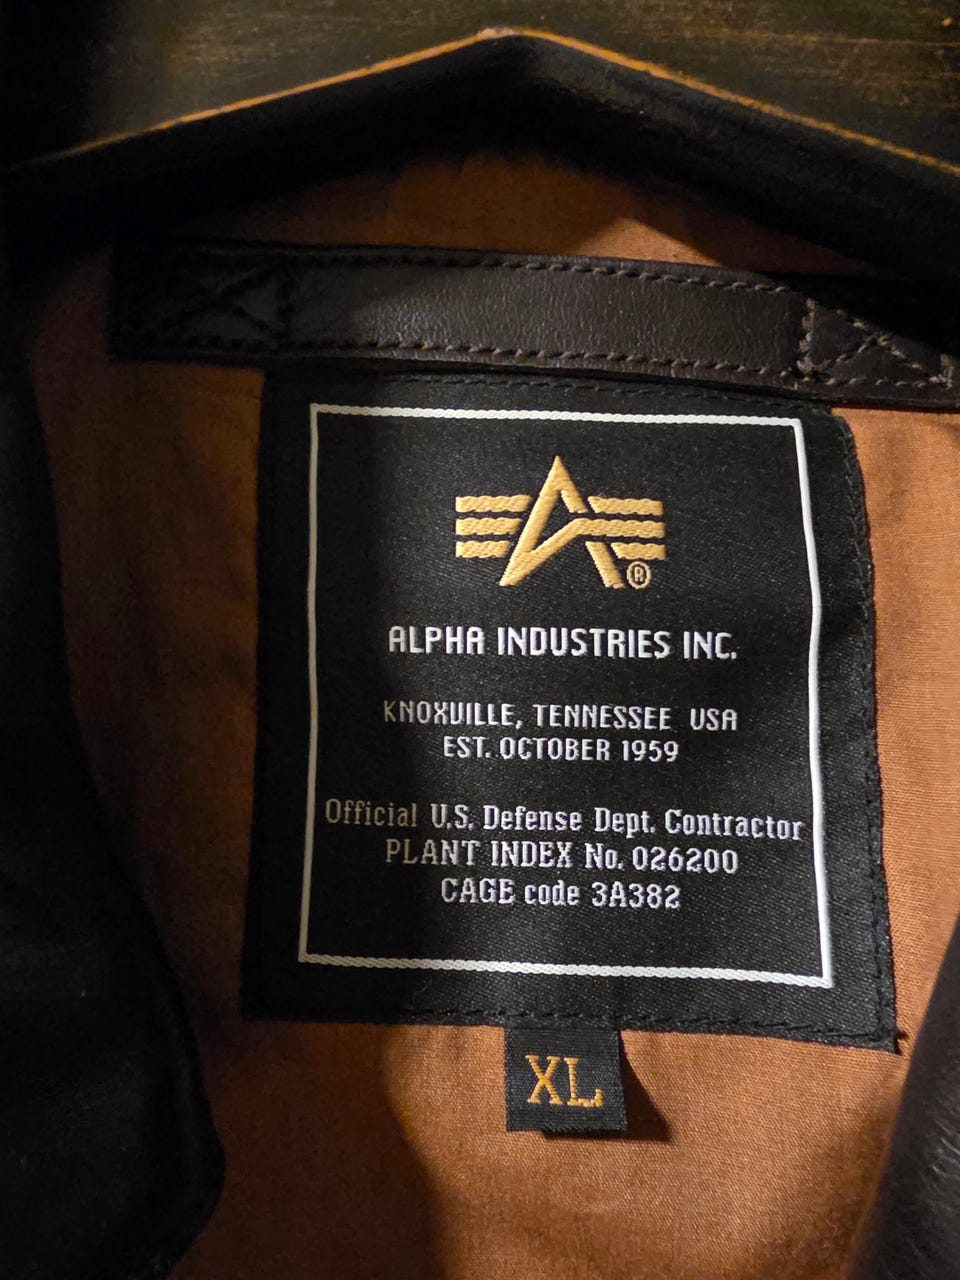 ®
ALPHA INDUSTRIES INC.
KNOXVILLE, TENNESSEE USA
EST. OCTOBER 1959
Official U.S. Defense Dept. Contractor
PLANT INDEX No. 026200
CAGE code 3A382
XL